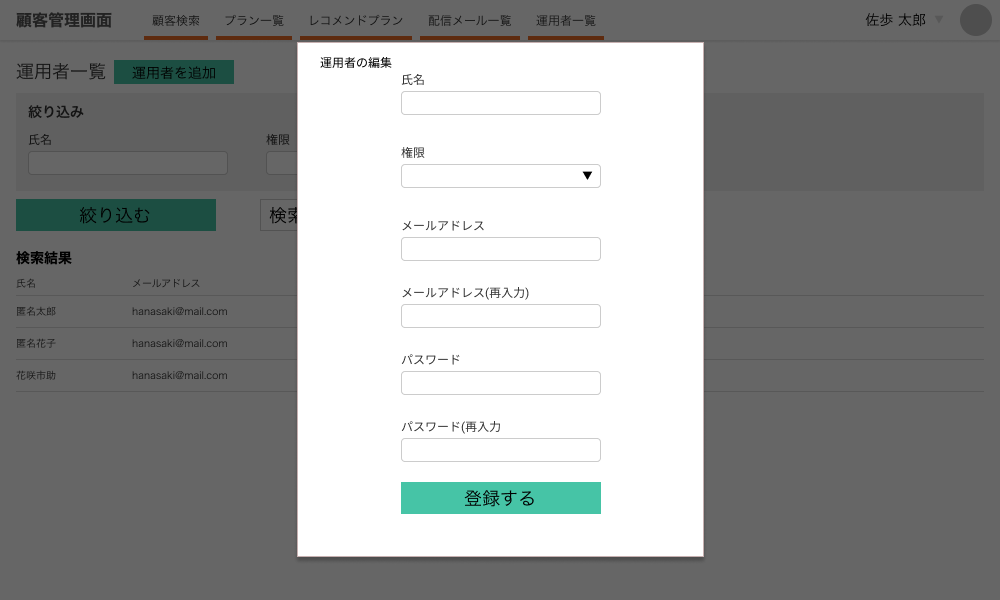 顧客管理画面 顧客検索 プラン一覧 レコメンドプラン 配信メール一覧 運用者一覧 佐歩 太郎 ▼
運用者一覧 運用者を追加
絞り込み
氏名 権限
絞り込む 検索
検索結果
氏名 メールアドレス
匿名太郎 hanasaki@mail.com
匿名花子 hanasaki@mail.com
花咲市助 hanasaki@mail.com
運用者の編集
氏名
権限
▼
メールアドレス
メールアドレス(再入力)
パスワード
パスワード(再入力
登録する